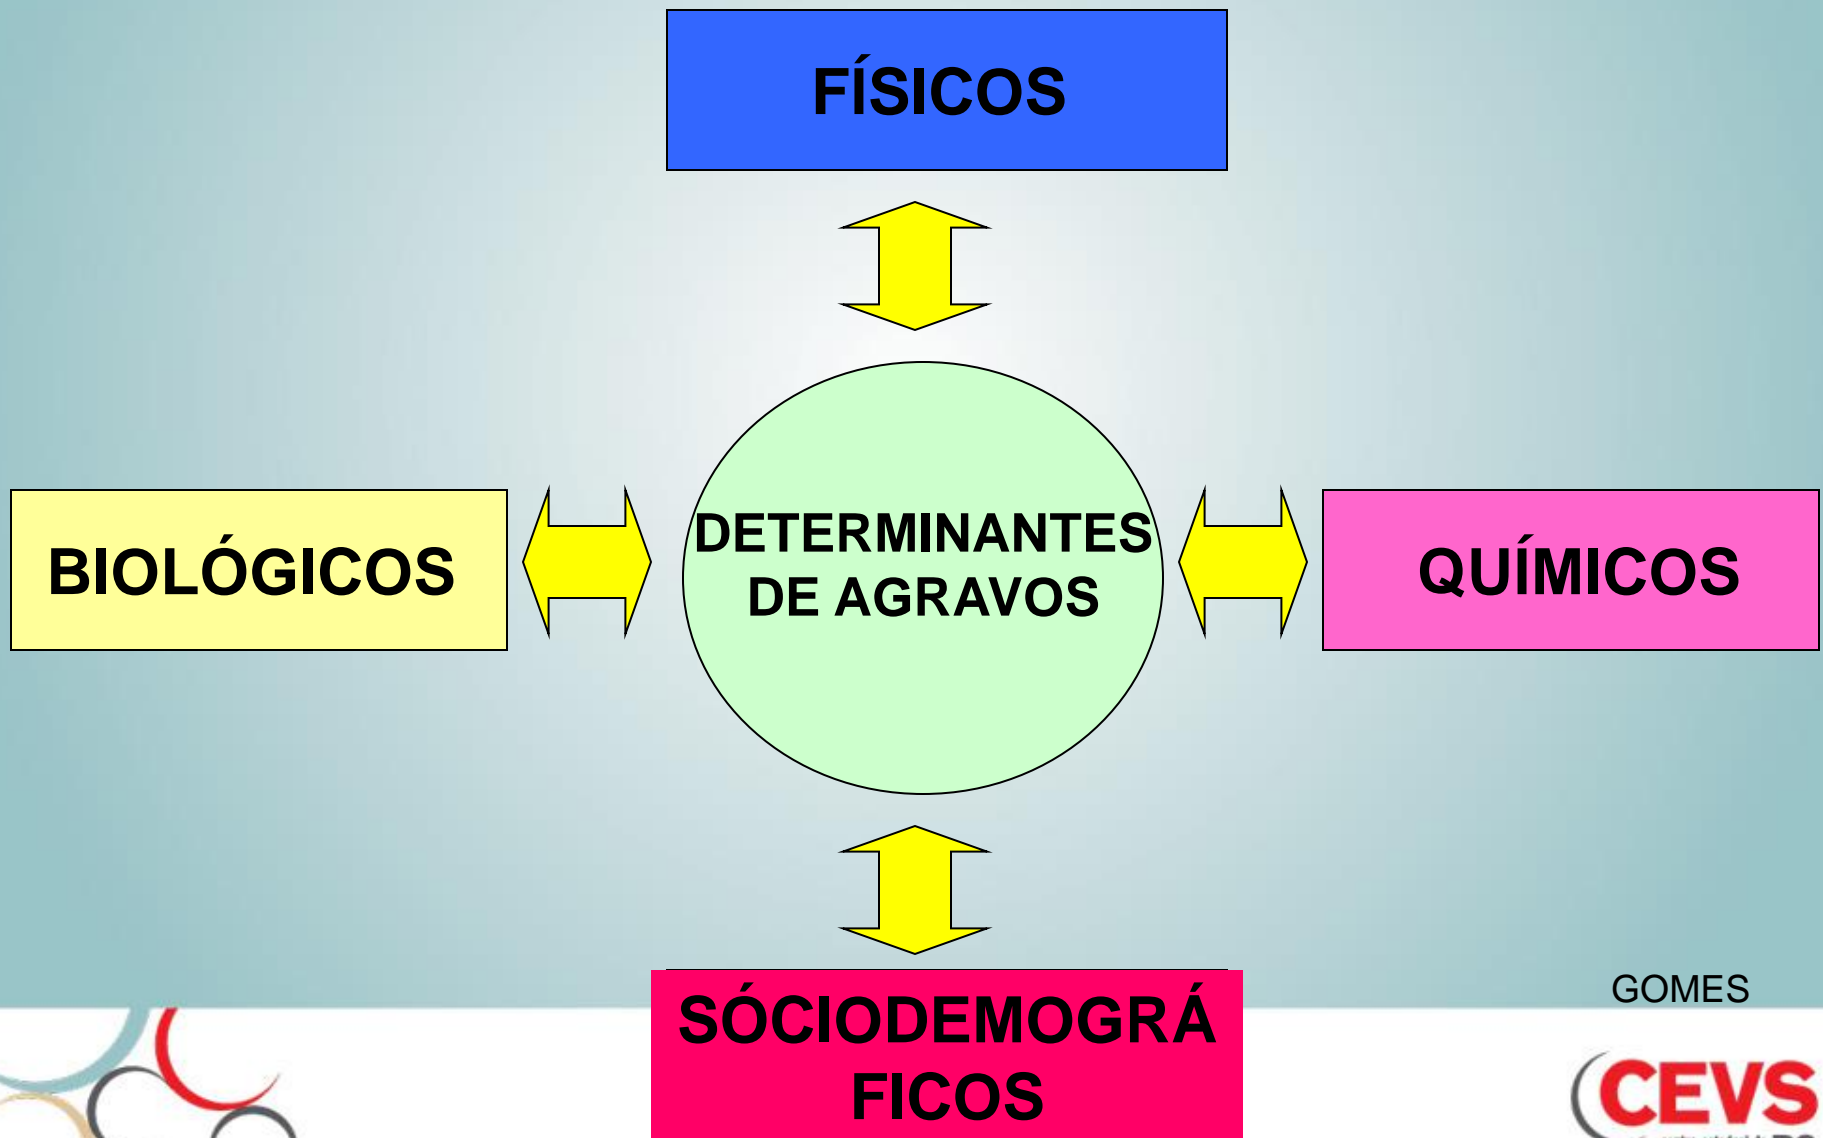 FÍSICOS
BIOLÓGICOS
DETERMINANTES
DE AGRAVOS
QUÍMICOS
SÓCIODEMOGRÁ
FICOS
GOMES
CEVS